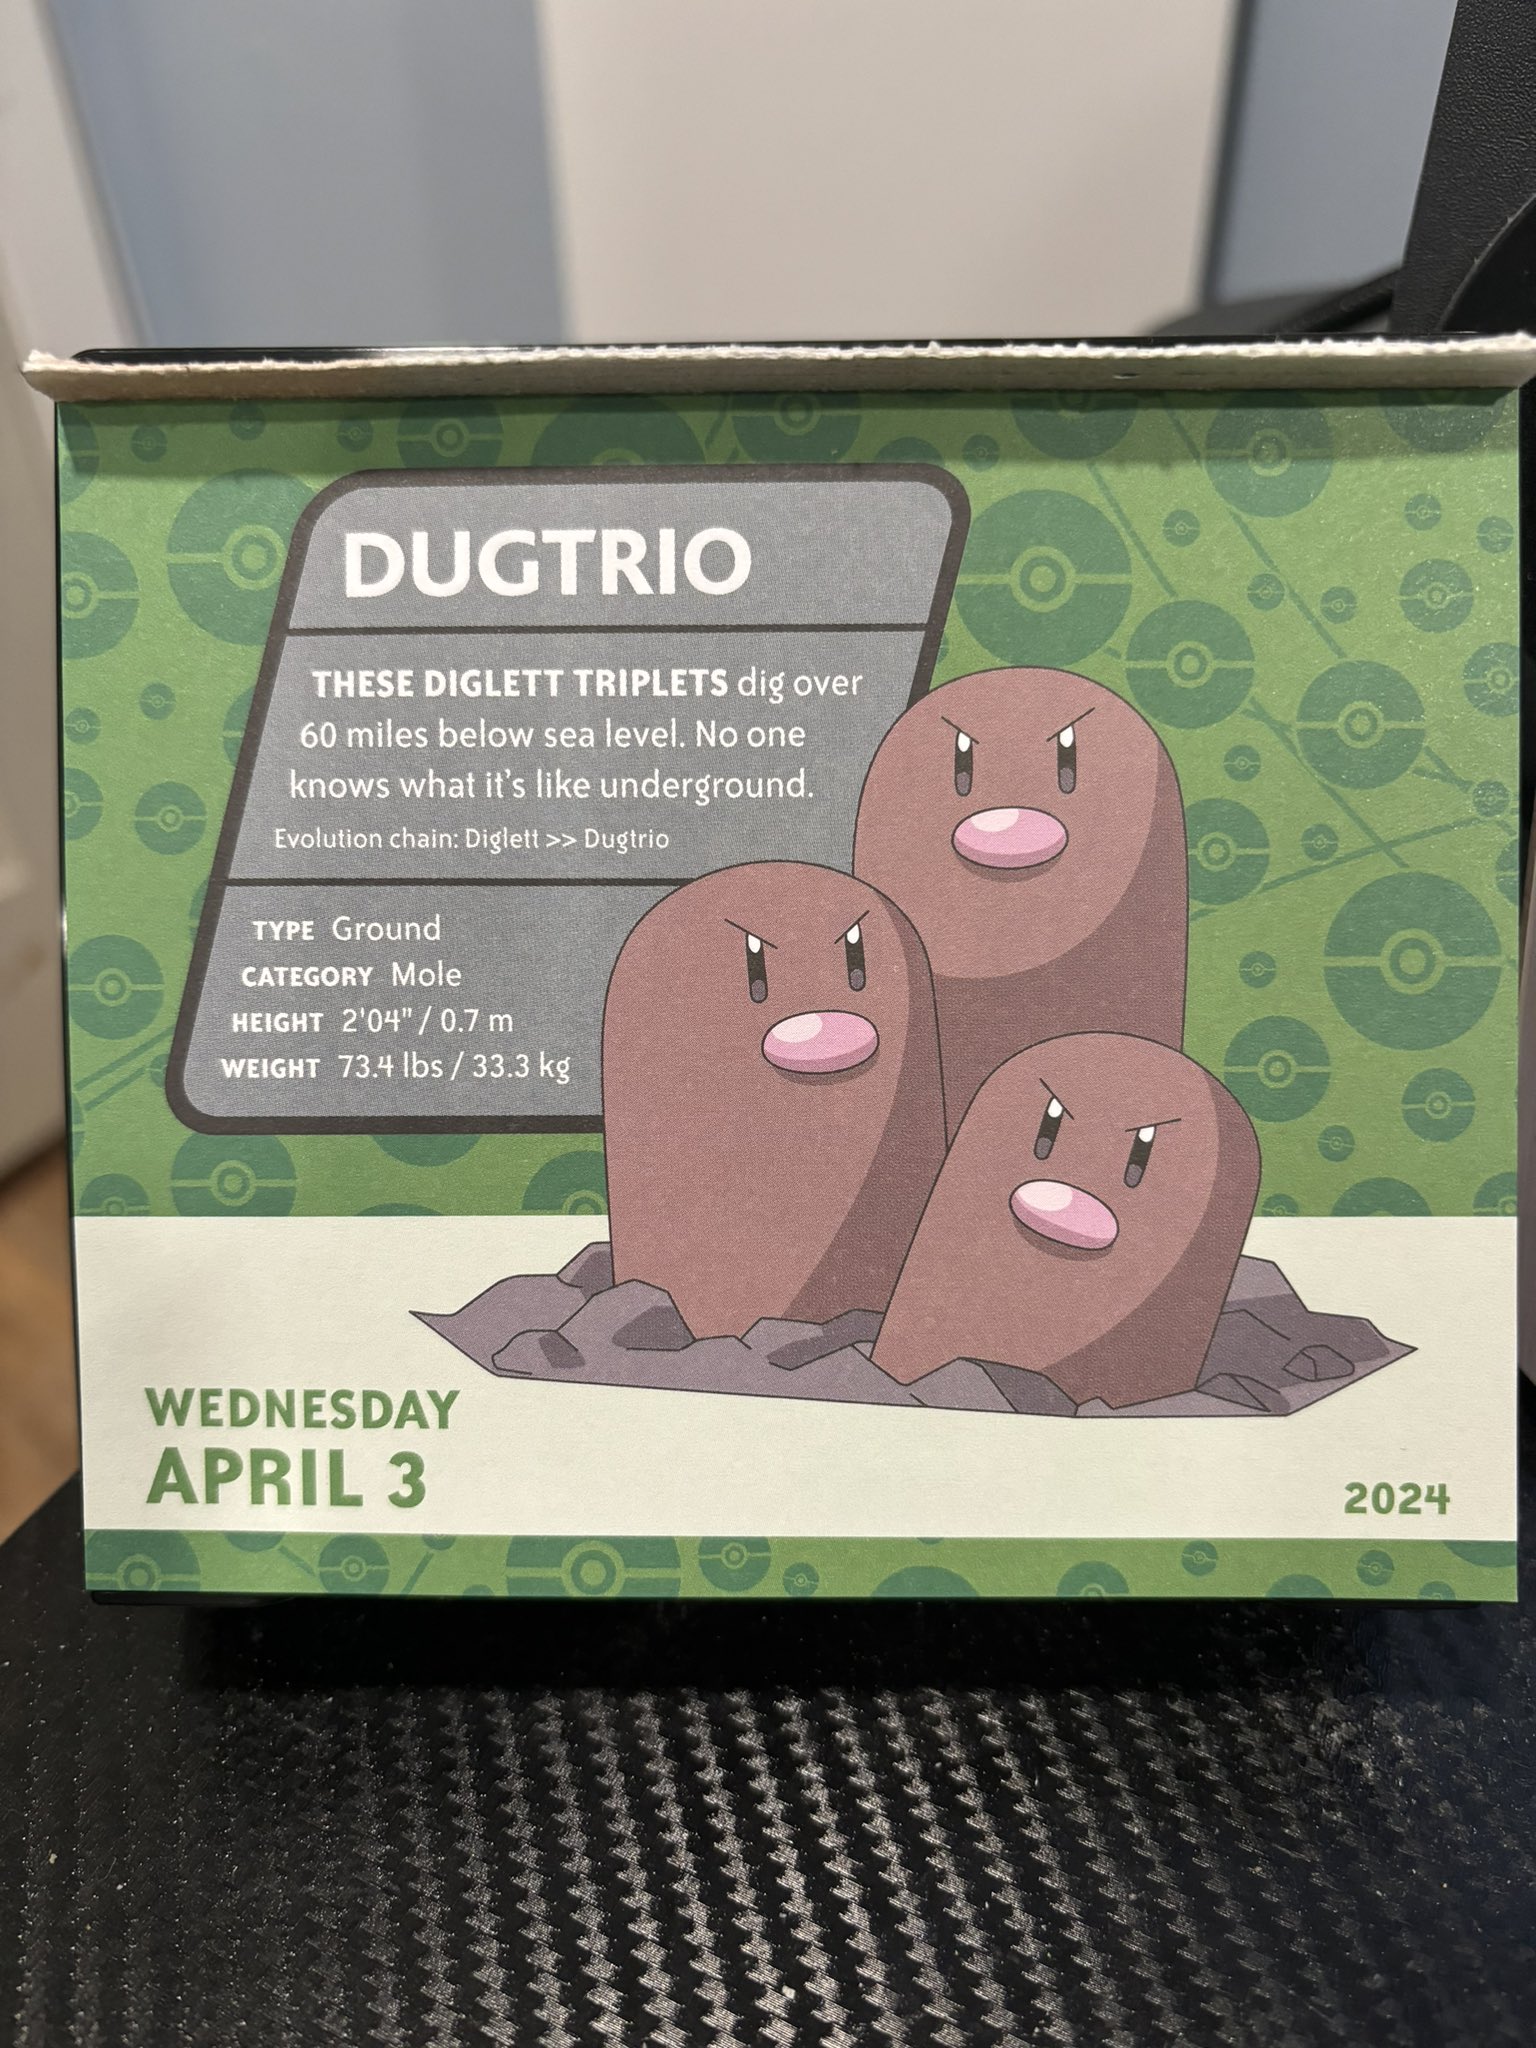 DUGTRIO
THESE DIGLETT TRIPLETS dig over
60 miles below sea level. No one
knows what it's like underground.
Evolution chain: Diglett >> Dugtrio
TYPE Ground
CATEGORY Mole
HEIGHT 2'04" / 0.7 m
WEIGHT 73.4 lbs / 33.3 kg
WEDNESDAY
APRIL 3
2024